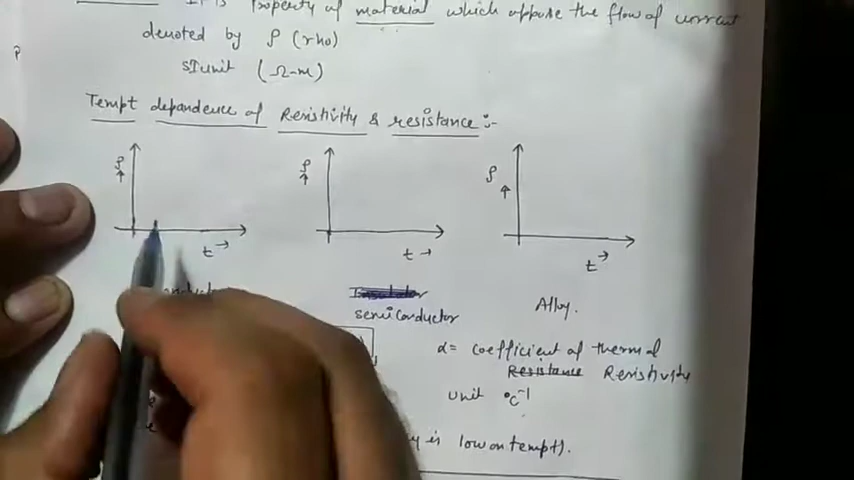 It is property of material which oppose the flow of current
denoted by ρ (rho)
SI unit (Ω-m)
P
Tempt dependence of Resistivity & resistance :-
ρ ↑ ρ ↑ ρ ↑
t → t → t →
semiconductor Alloy.
α = coefficient of thermal
Resistance Resistivity
unit °C⁻¹
is low on tempt).